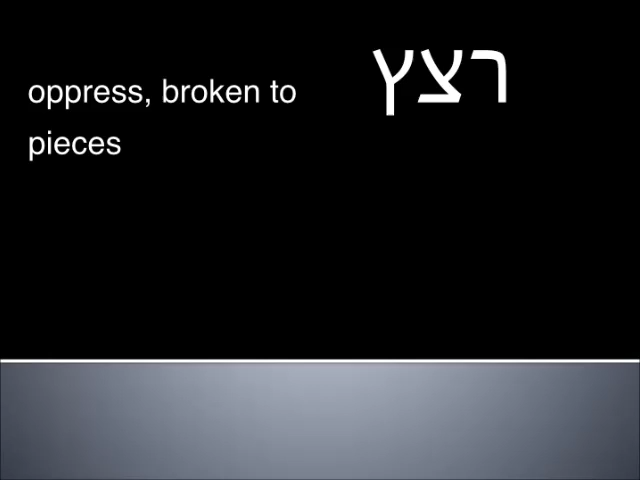 oppress, broken to
pieces
רצץ